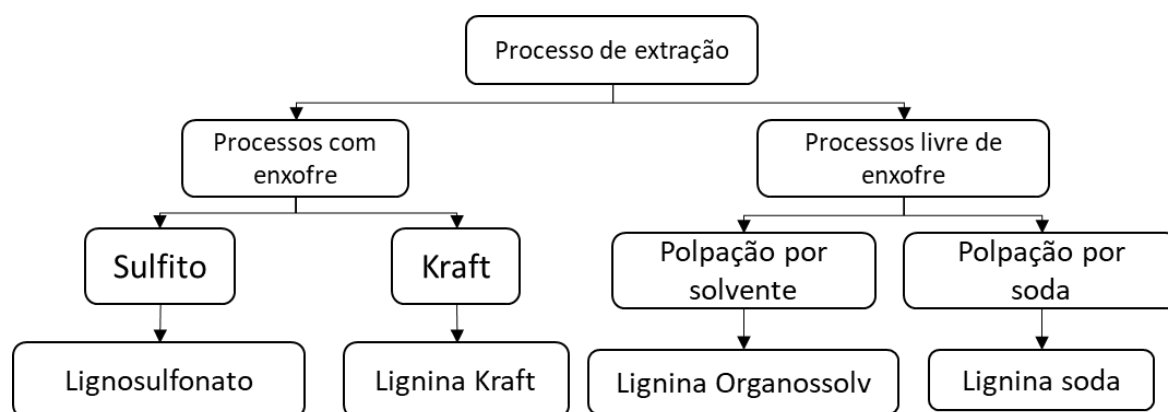 Processo de extração
Processos com
enxofre
Processos livre de
enxofre
Sulfito
Kraft
Polpação por
solvente
Polpação por
soda
Lignosulfonato
Lignina Kraft
Lignina Organossolv
Lignina soda